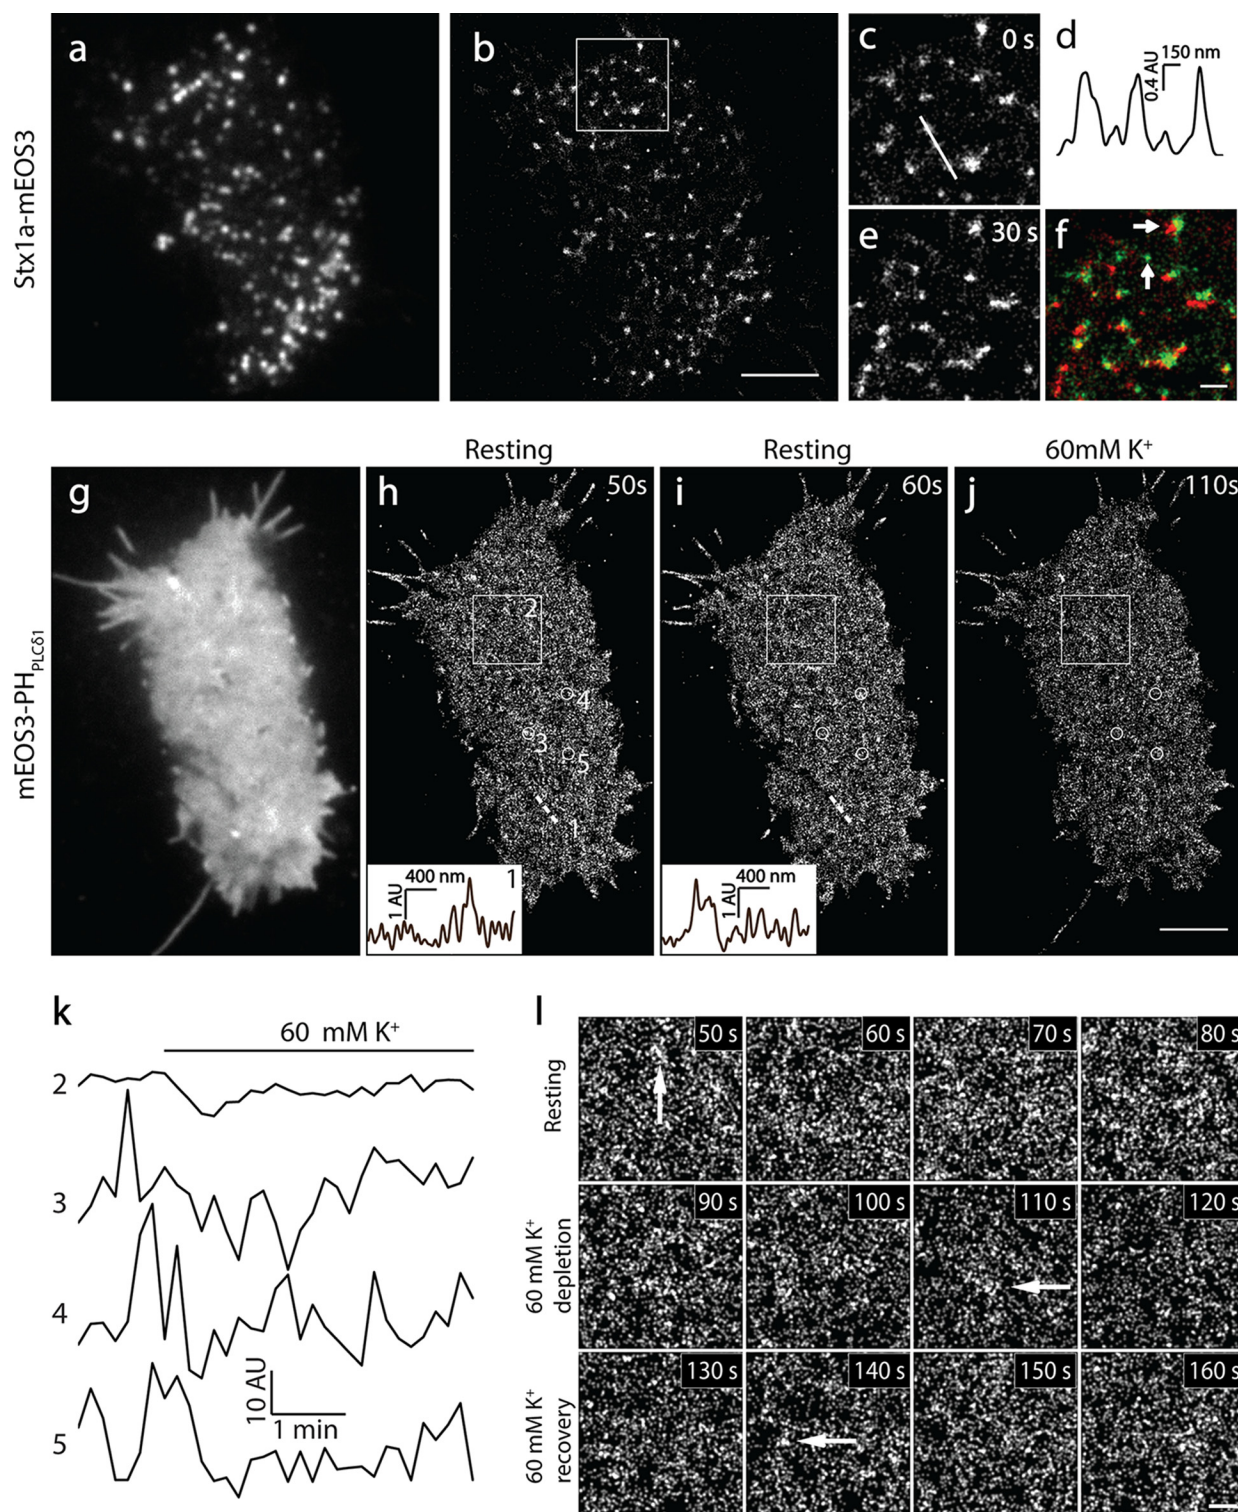 Stx1a-mEOS3
a
b
c
0 s
d
0.4 AU
150 nm
e
30 s
f
Resting
Resting
60mM K⁺
mEOS3-PH_PLCδ1
g
h
50s
2
4
3
5
1
1 AU
400 nm
1
i
60s
1 AU
400 nm
j
110s
k
60 mM K⁺
2
3
4
5
10 AU
1 min
l
Resting
50 s
60 s
70 s
80 s
60 mM K⁺
depletion
90 s
100 s
110 s
120 s
60 mM K⁺
recovery
130 s
140 s
150 s
160 s